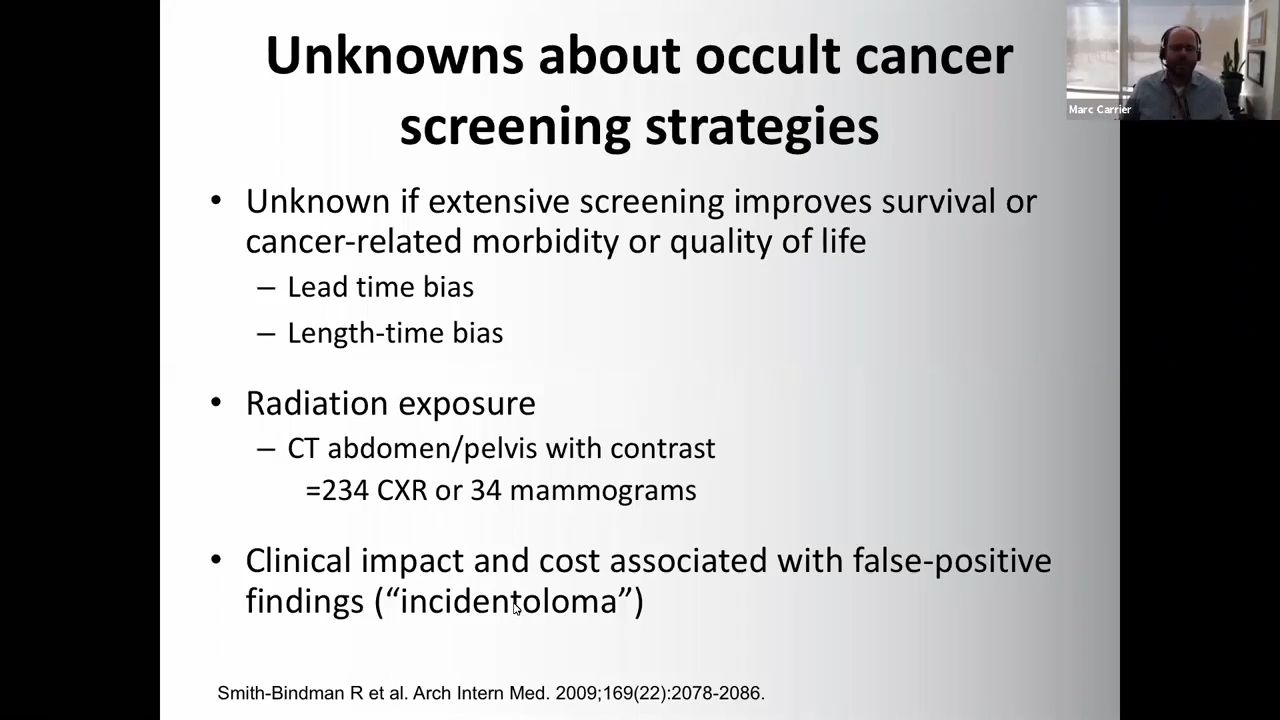 Unknowns about occult cancer
screening strategies
Marc Carrier
• Unknown if extensive screening improves survival or
cancer-related morbidity or quality of life
– Lead time bias
– Length-time bias
• Radiation exposure
– CT abdomen/pelvis with contrast
=234 CXR or 34 mammograms
• Clinical impact and cost associated with false-positive
findings (“incidentoloma”)
Smith-Bindman R et al. Arch Intern Med. 2009;169(22):2078-2086.